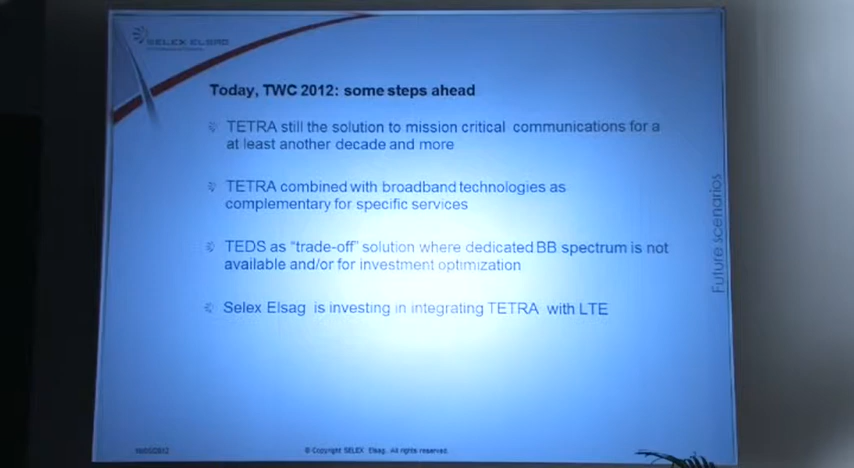 SELEX ELSAG
Today, TWC 2012: some steps ahead
TETRA still the solution to mission critical communications for a
at least another decade and more
TETRA combined with broadband technologies as
complementary for specific services
TEDS as “trade-off” solution where dedicated BB spectrum is not
available and/or for investment optimization
Selex Elsag is investing in integrating TETRA with LTE
Future scenarios
© Copyright SELEX Elsag. All rights reserved.